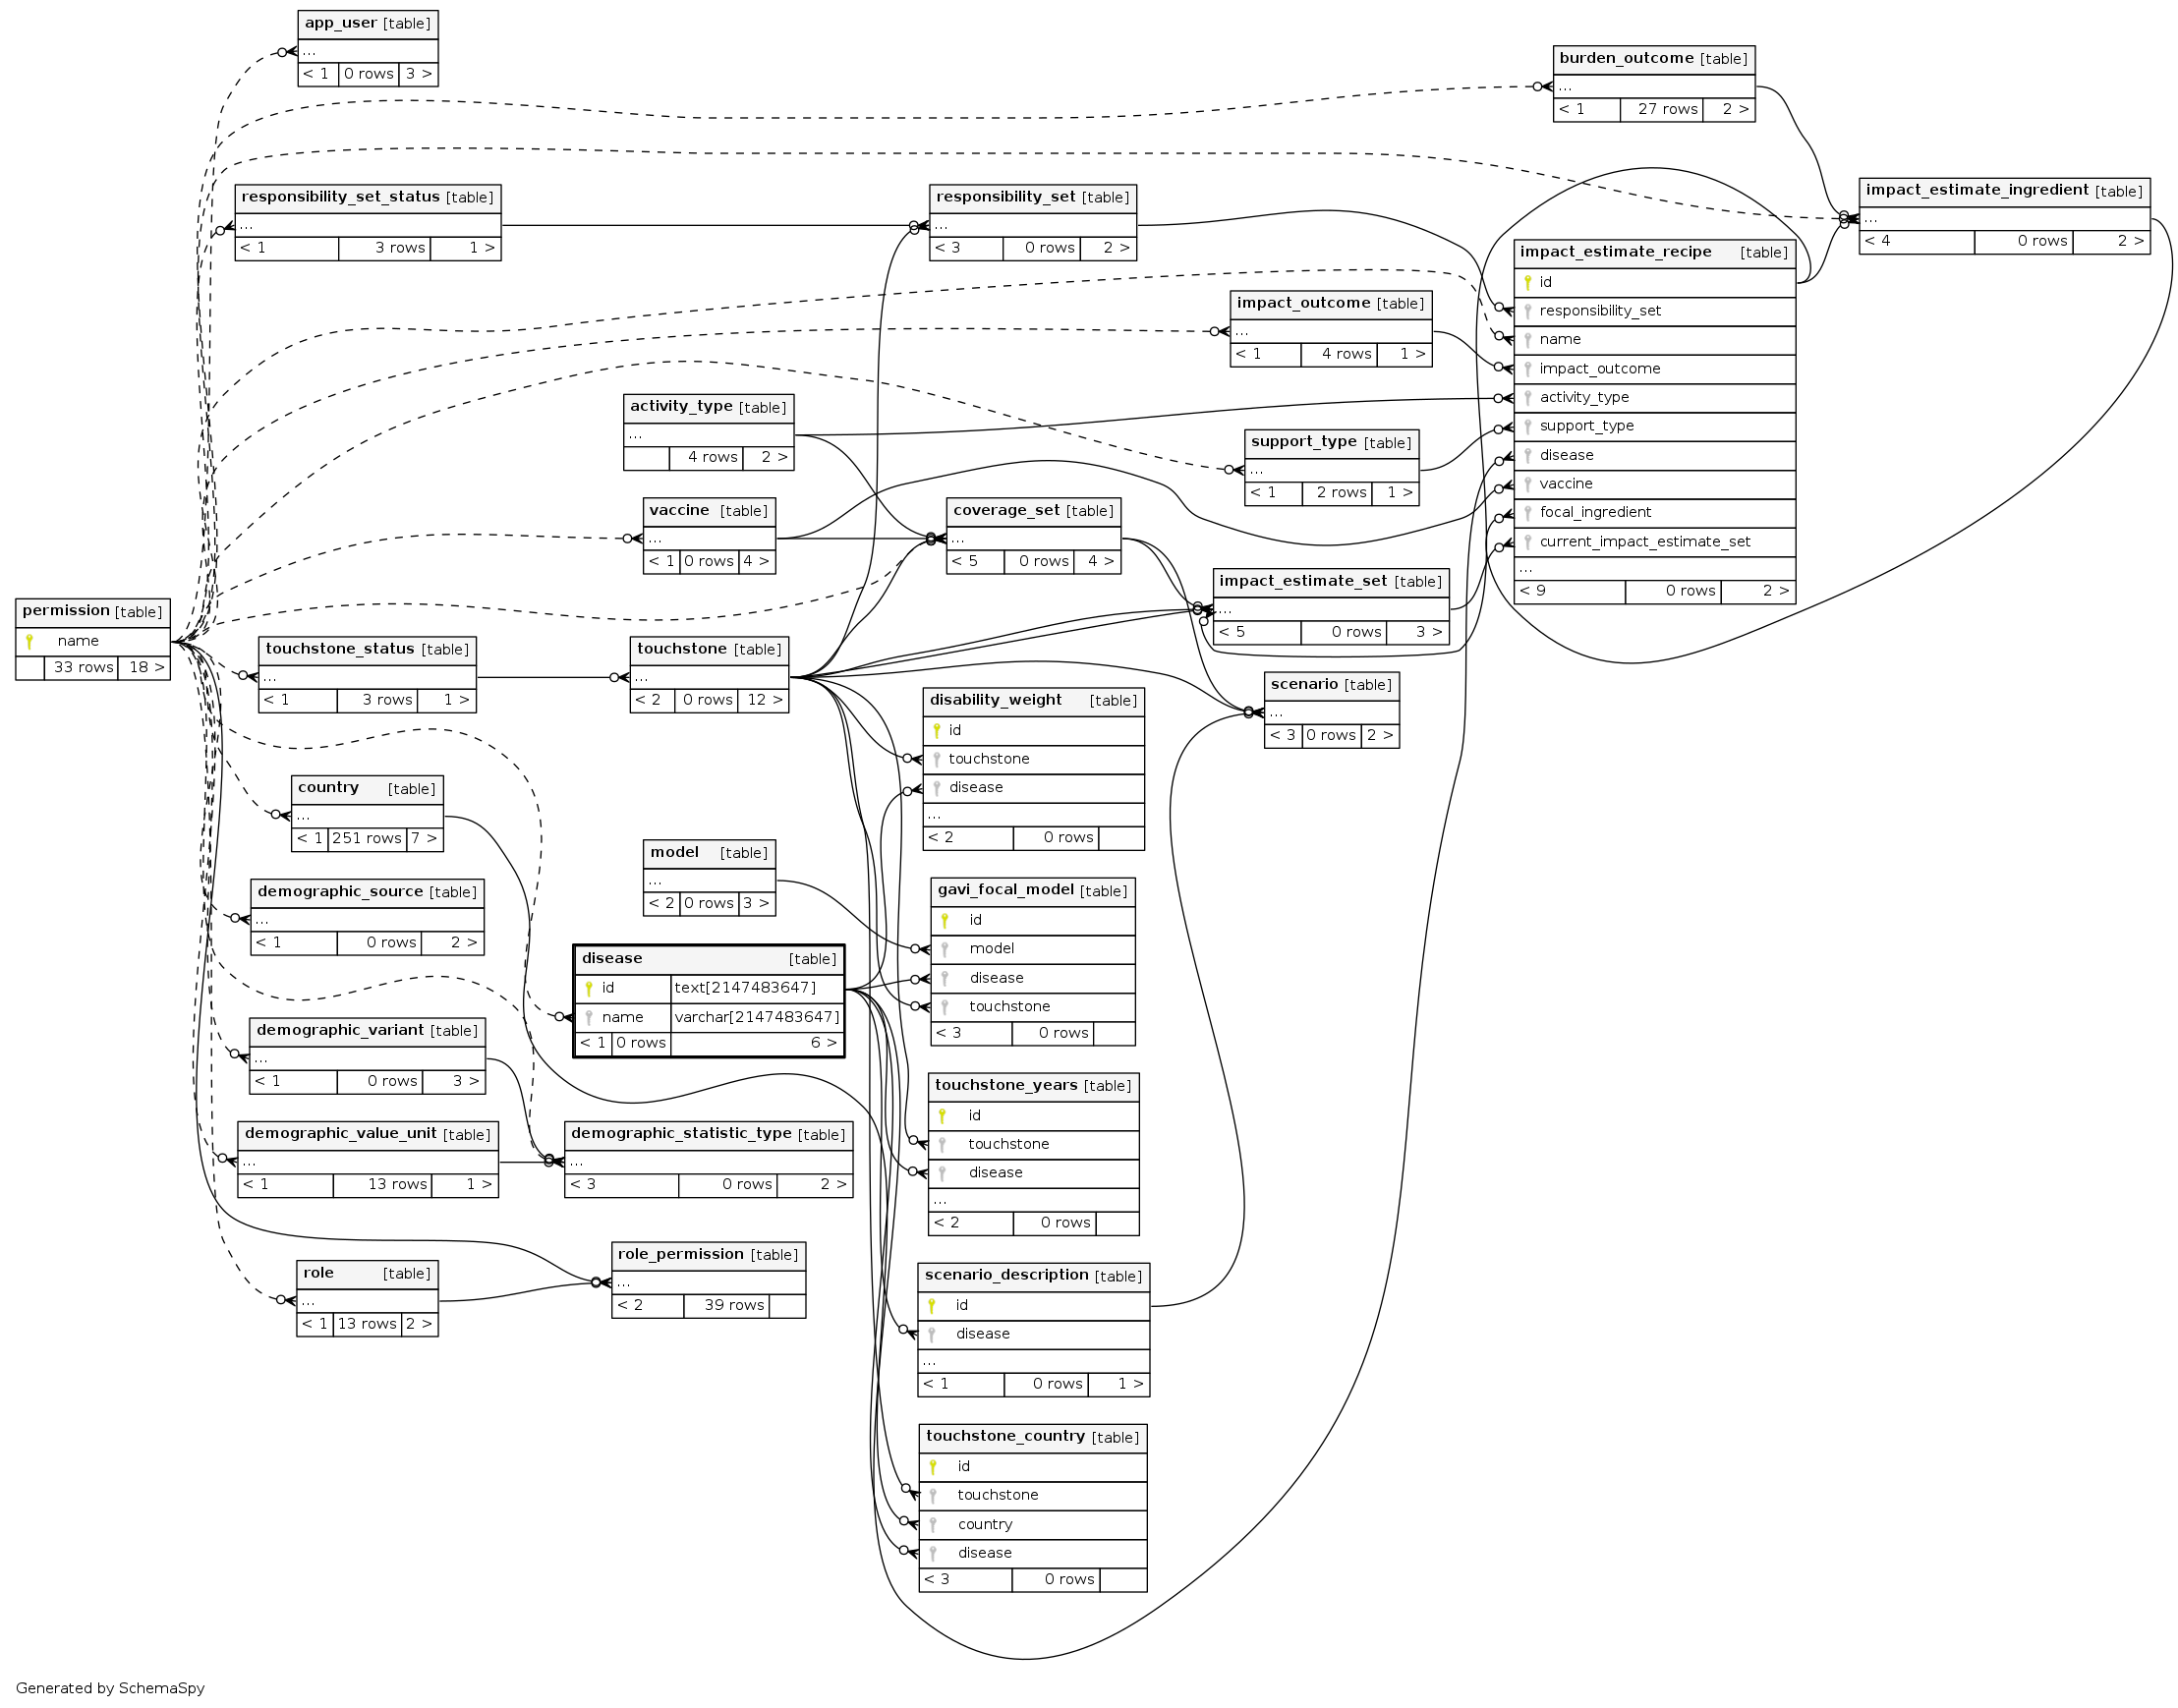 app_user [table]
...
< 1 0 rows 3 >
burden_outcome [table]
...
< 1 27 rows 2 >
responsibility_set_status [table]
...
< 1 3 rows 1 >
responsibility_set [table]
...
< 3 0 rows 2 >
impact_estimate_ingredient [table]
...
< 4 0 rows 2 >
impact_estimate_recipe [table]
id
responsibility_set
name
impact_outcome
activity_type
support_type
disease
vaccine
focal_ingredient
current_impact_estimate_set
...
< 9 0 rows 2 >
impact_outcome [table]
...
< 1 4 rows 1 >
activity_type [table]
...
4 rows 2 >
support_type [table]
...
< 1 2 rows 1 >
vaccine [table]
...
< 1 0 rows 4 >
coverage_set [table]
...
< 5 0 rows 4 >
impact_estimate_set [table]
...
< 5 0 rows 3 >
permission [table]
name
33 rows 18 >
touchstone_status [table]
...
< 1 3 rows 1 >
touchstone [table]
...
< 2 0 rows 12 >
scenario [table]
...
< 3 0 rows 2 >
disability_weight [table]
id
touchstone
disease
...
< 2 0 rows
country [table]
...
< 1 251 rows 7 >
model [table]
...
< 2 0 rows 3 >
demographic_source [table]
...
< 1 0 rows 2 >
gavi_focal_model [table]
id
model
disease
touchstone
< 3 0 rows
disease [table]
id text[2147483647]
name varchar[2147483647]
< 1 0 rows 6 >
demographic_variant [table]
...
< 1 0 rows 3 >
touchstone_years [table]
id
touchstone
disease
...
< 2 0 rows
demographic_value_unit [table]
...
< 1 13 rows 1 >
demographic_statistic_type [table]
...
< 3 0 rows 2 >
role_permission [table]
...
< 2 39 rows
role [table]
...
< 1 13 rows 2 >
scenario_description [table]
id
disease
...
< 1 0 rows 1 >
touchstone_country [table]
id
touchstone
country
disease
< 3 0 rows
Generated by SchemaSpy